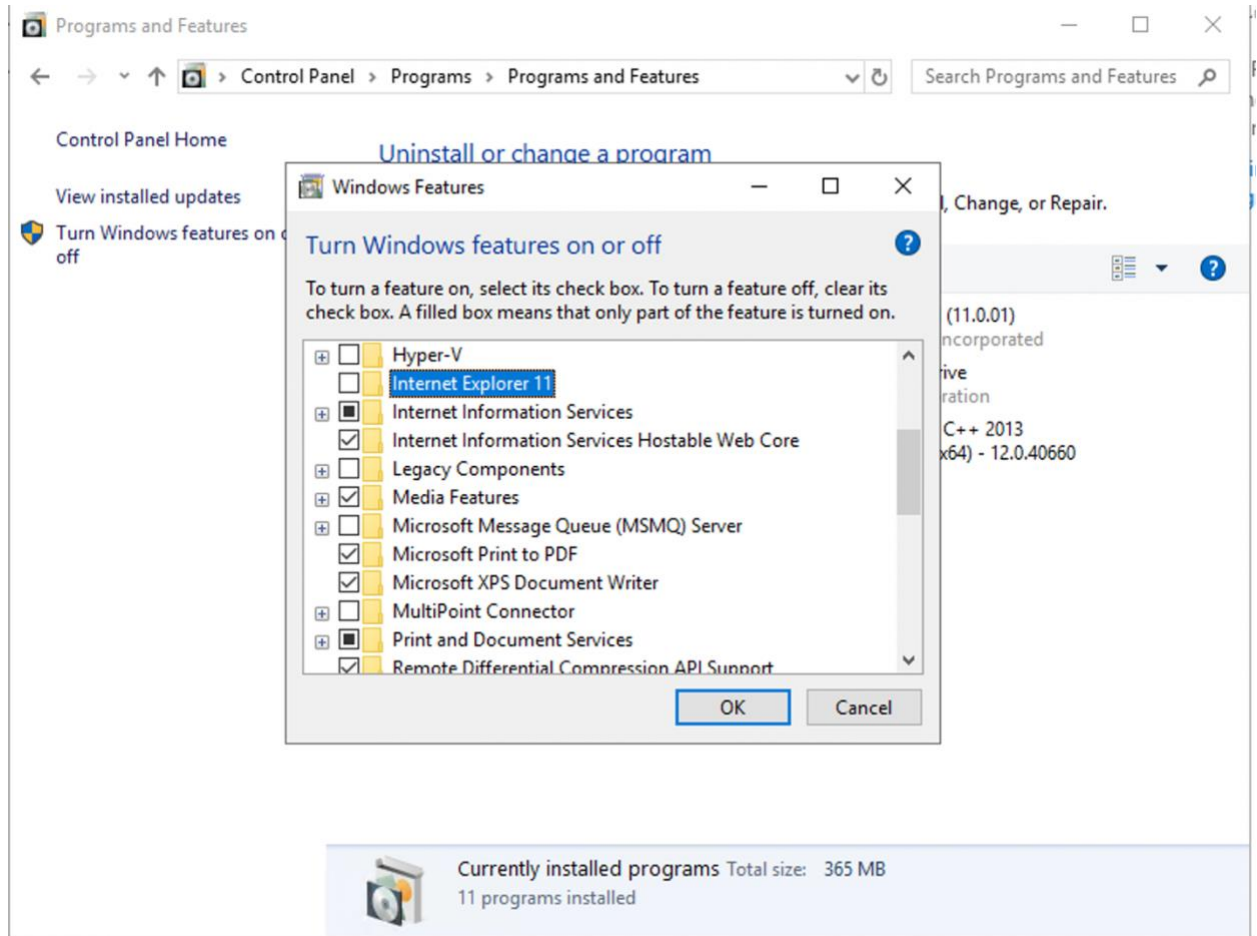 Programs and Features
Control Panel > Programs > Programs and Features
Search Programs and Features
Control Panel Home
View installed updates
Turn Windows features on
off
Uninstall or change a program
, Change, or Repair.
(11.0.01)
ncorporated
rive
ration
C++ 2013
x64) - 12.0.40660
Windows Features
Turn Windows features on or off
To turn a feature on, select its check box. To turn a feature off, clear its
check box. A filled box means that only part of the feature is turned on.
Hyper-V
Internet Explorer 11
Internet Information Services
Internet Information Services Hostable Web Core
Legacy Components
Media Features
Microsoft Message Queue (MSMQ) Server
Microsoft Print to PDF
Microsoft XPS Document Writer
MultiPoint Connector
Print and Document Services
Remote Differential Compression API Support
OK
Cancel
Currently installed programs Total size: 365 MB
11 programs installed